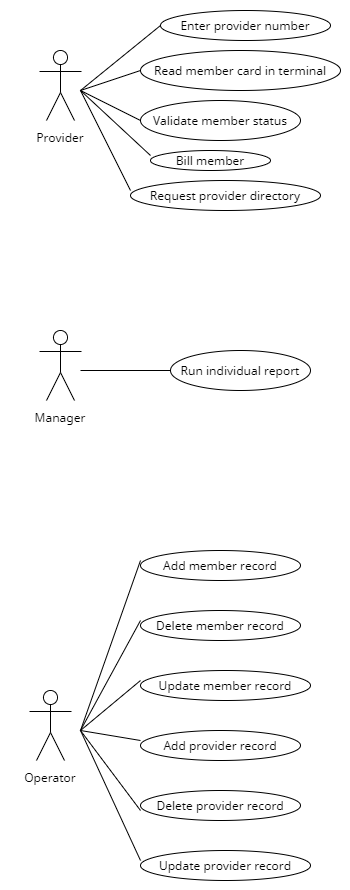 Enter provider number
Read member card in terminal
Validate member status
Provider
Bill member
Request provider directory
Run individual report
Manager
Add member record
Delete member record
Update member record
Add provider record
Operator
Delete provider record
Update provider record